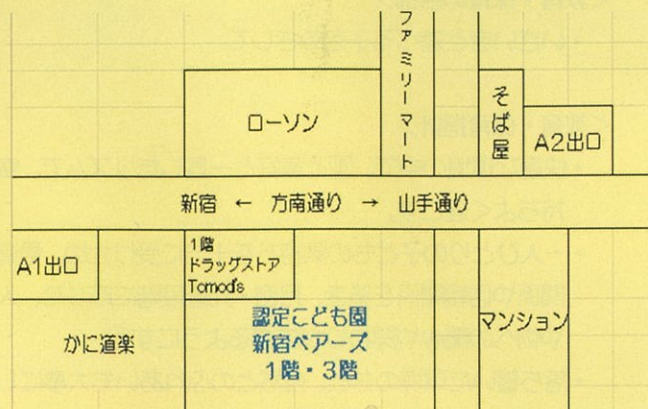 ファミリーマート
ローソン
そば屋
A2出口
新宿 ← 方南通り → 山手通り
A1出口
1階
ドラッグストア
Tomod's
認定こども園
新宿ベアーズ
1階・3階
かに道楽
マンション